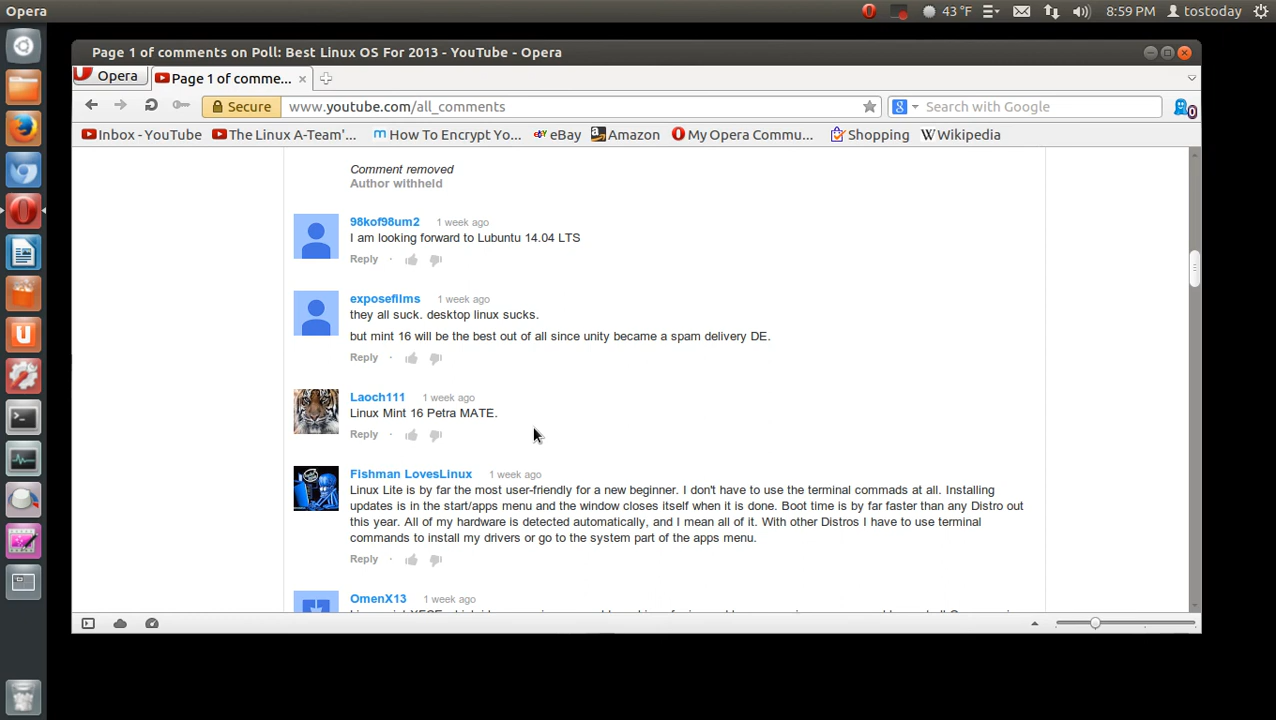 Opera
43 °F
8:59 PM
tostoday
Page 1 of comments on Poll: Best Linux OS For 2013 - YouTube - Opera
Opera
Page 1 of comme...
Secure
www.youtube.com/all_comments
Search with Google
0
Inbox - YouTube
The Linux A-Team'...
How To Encrypt Yo...
eBay
Amazon
My Opera Commu...
Shopping
Wikipedia
Comment removed
Author withheld
98kof98um2 1 week ago
I am looking forward to Lubuntu 14.04 LTS
Reply ·
exposefilms 1 week ago
they all suck. desktop linux sucks.
but mint 16 will be the best out of all since unity became a spam delivery DE.
Reply ·
Laoch111 1 week ago
Linux Mint 16 Petra MATE.
Reply ·
Fishman LovesLinux 1 week ago
Linux Lite is by far the most user-friendly for a new beginner. I don't have to use the terminal commads at all. Installing
updates is in the start/apps menu and the window closes itself when it is done. Boot time is by far faster than any Distro out
this year. All of my hardware is detected automatically, and I mean all of it. With other Distros I have to use terminal
commands to install my drivers or go to the system part of the apps menu.
Reply ·
OmenX13 1 week ago